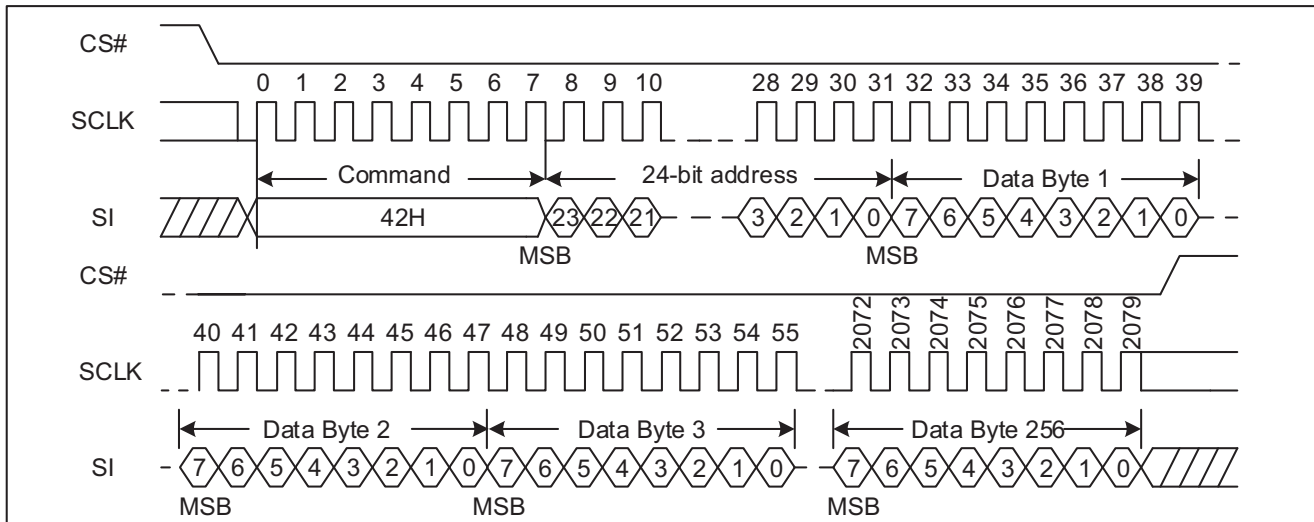 CS#
0 1 2 3 4 5 6 7 8 9 10 28 29 30 31 32 33 34 35 36 37 38 39
SCLK
Command 24-bit address Data Byte 1
SI 42H 23 22 21 3 2 1 0 7 6 5 4 3 2 1 0
MSB MSB
CS#
40 41 42 43 44 45 46 47 48 49 50 51 52 53 54 55 2072 2073 2074 2075 2076 2077 2078 2079
SCLK
Data Byte 2 Data Byte 3 Data Byte 256
SI 7 6 5 4 3 2 1 0 7 6 5 4 3 2 1 0 7 6 5 4 3 2 1 0
MSB MSB MSB